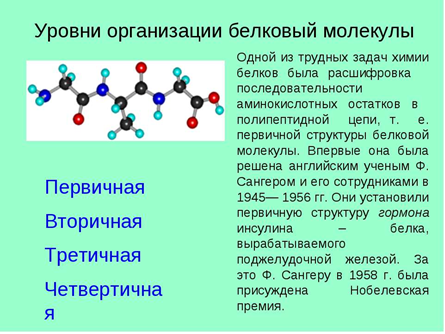 Уровни организации белковый молекулы
Одной из трудных задач химии
белков была расшифровка
последовательности
аминокислотных остатков в
полипептидной цепи, т. е.
первичной структуры белковой
молекулы. Впервые она была
решена английским ученым Ф.
Сангером и его сотрудниками в
1945— 1956 гг. Они установили
первичную структуру гормона
инсулина – белка,
вырабатываемого
поджелудочной железой. За
это Ф. Сангеру в 1958 г. была
присуждена Нобелевская
премия.
Первичная
Вторичная
Третичная
Четвертична
я